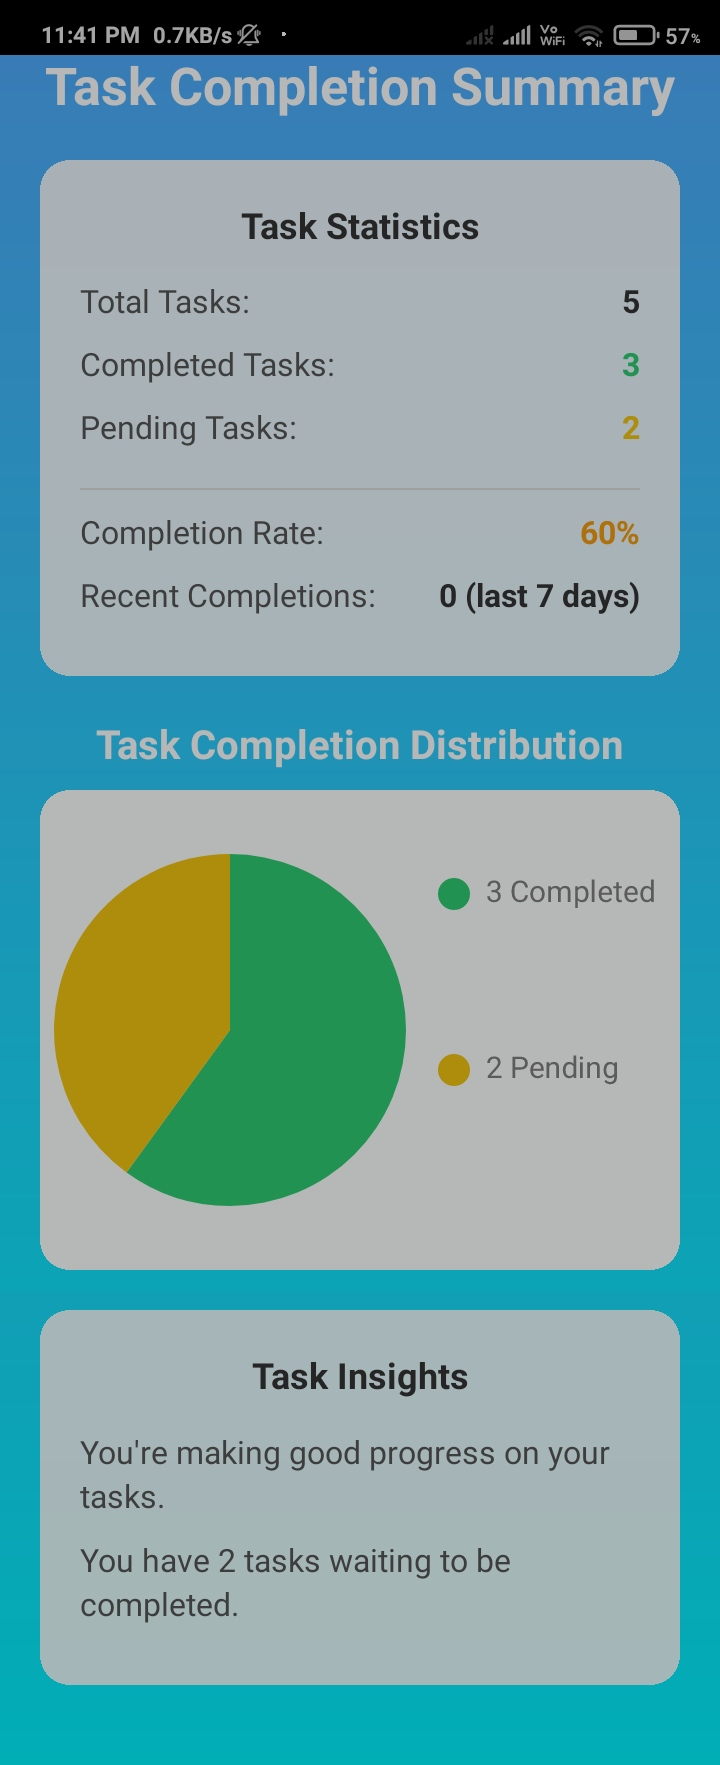 11:41 PM 0.7KB/s Vo WiFi 57%
Task Completion Summary
Task Statistics
Total Tasks: 5
Completed Tasks: 3
Pending Tasks: 2
Completion Rate: 60%
Recent Completions: 0 (last 7 days)
Task Completion Distribution
3 Completed
2 Pending
Task Insights
You're making good progress on your
tasks.
You have 2 tasks waiting to be
completed.